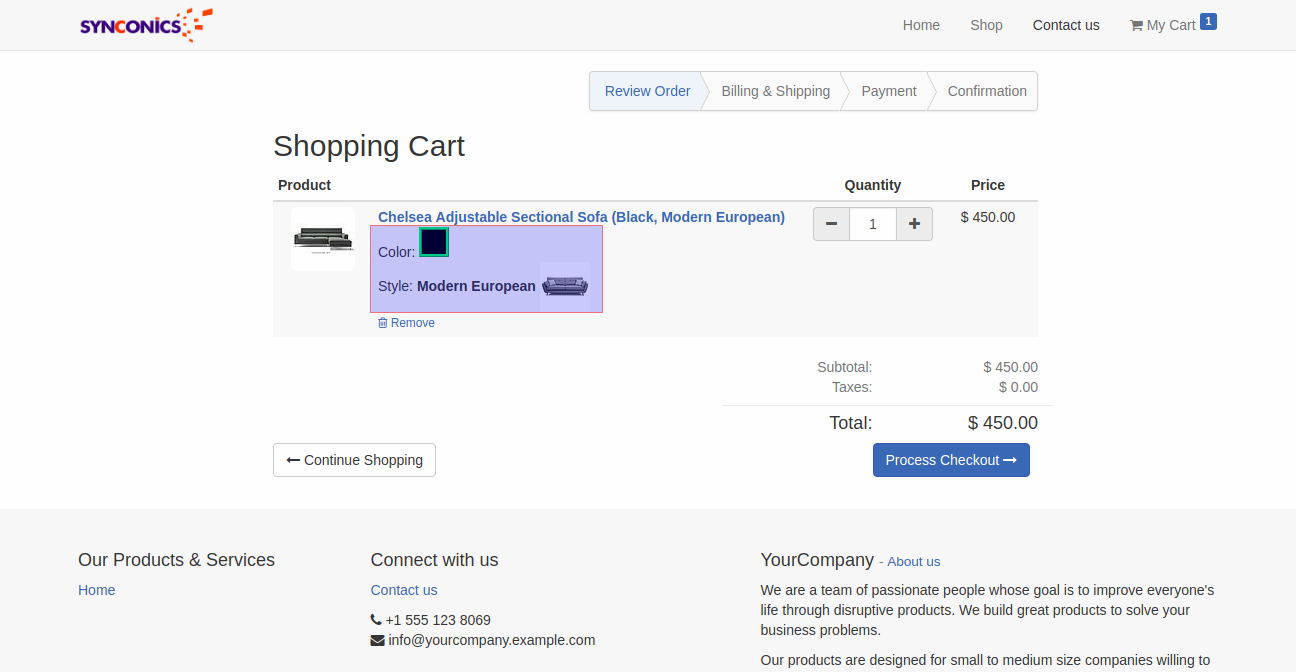 SYNCONICS
Home Shop Contact us My Cart 1
Review Order Billing & Shipping Payment Confirmation
Shopping Cart
Product Quantity Price
Chelsea Adjustable Sectional Sofa (Black, Modern European) 1 $ 450.00
Color:
Style: Modern European
Remove
Subtotal: $ 450.00
Taxes: $ 0.00
Total: $ 450.00
Continue Shopping Process Checkout
Our Products & Services Connect with us YourCompany - About us
Home Contact us We are a team of passionate people whose goal is to improve everyone's
life through disruptive products. We build great products to solve your
+1 555 123 8069
business problems.
info@yourcompany.example.com
Our products are designed for small to medium size companies willing to